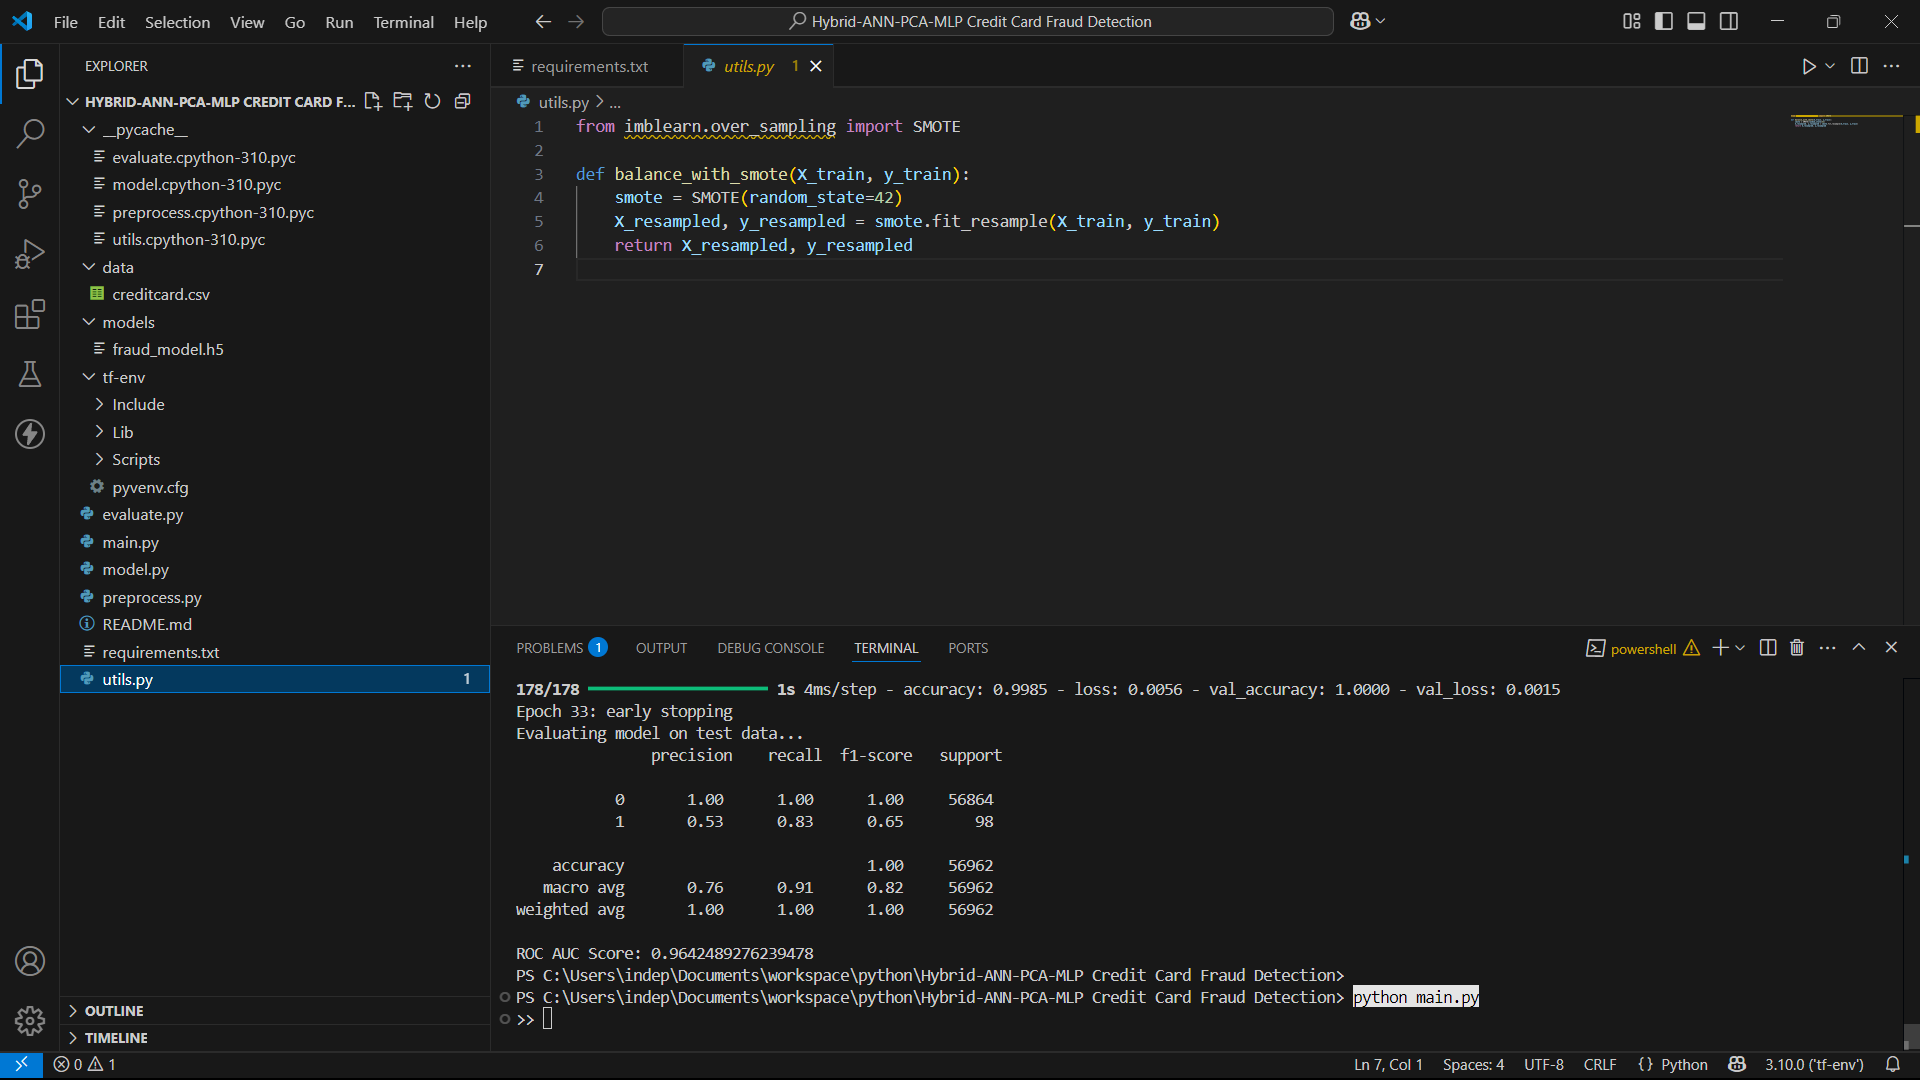 File Edit Selection View Go Run Terminal Help
Hybrid-ANN-PCA-MLP Credit Card Fraud Detection
EXPLORER
HYBRID-ANN-PCA-MLP CREDIT CARD F...
__pycache__
evaluate.cpython-310.pyc
model.cpython-310.pyc
preprocess.cpython-310.pyc
utils.cpython-310.pyc
data
creditcard.csv
models
fraud_model.h5
tf-env
Include
Lib
Scripts
pyvenv.cfg
evaluate.py
main.py
model.py
preprocess.py
README.md
requirements.txt
utils.py 1
OUTLINE
TIMELINE
requirements.txt
utils.py 1
utils.py > ...
1 from imblearn.over_sampling import SMOTE
2
3 def balance_with_smote(X_train, y_train):
4 smote = SMOTE(random_state=42)
5 X_resampled, y_resampled = smote.fit_resample(X_train, y_train)
6 return X_resampled, y_resampled
7
PROBLEMS 1 OUTPUT DEBUG CONSOLE TERMINAL PORTS
powershell
178/178 1s 4ms/step - accuracy: 0.9985 - loss: 0.0056 - val_accuracy: 1.0000 - val_loss: 0.0015
Epoch 33: early stopping
Evaluating model on test data...
precision recall f1-score support
0 1.00 1.00 1.00 56864
1 0.53 0.83 0.65 98
accuracy 1.00 56962
macro avg 0.76 0.91 0.82 56962
weighted avg 1.00 1.00 1.00 56962
ROC AUC Score: 0.9642489276239478
PS C:\Users\indep\Documents\workspace\python\Hybrid-ANN-PCA-MLP Credit Card Fraud Detection>
PS C:\Users\indep\Documents\workspace\python\Hybrid-ANN-PCA-MLP Credit Card Fraud Detection> python main.py
>>
0 1
Ln 7, Col 1 Spaces: 4 UTF-8 CRLF {} Python 3.10.0 ('tf-env')